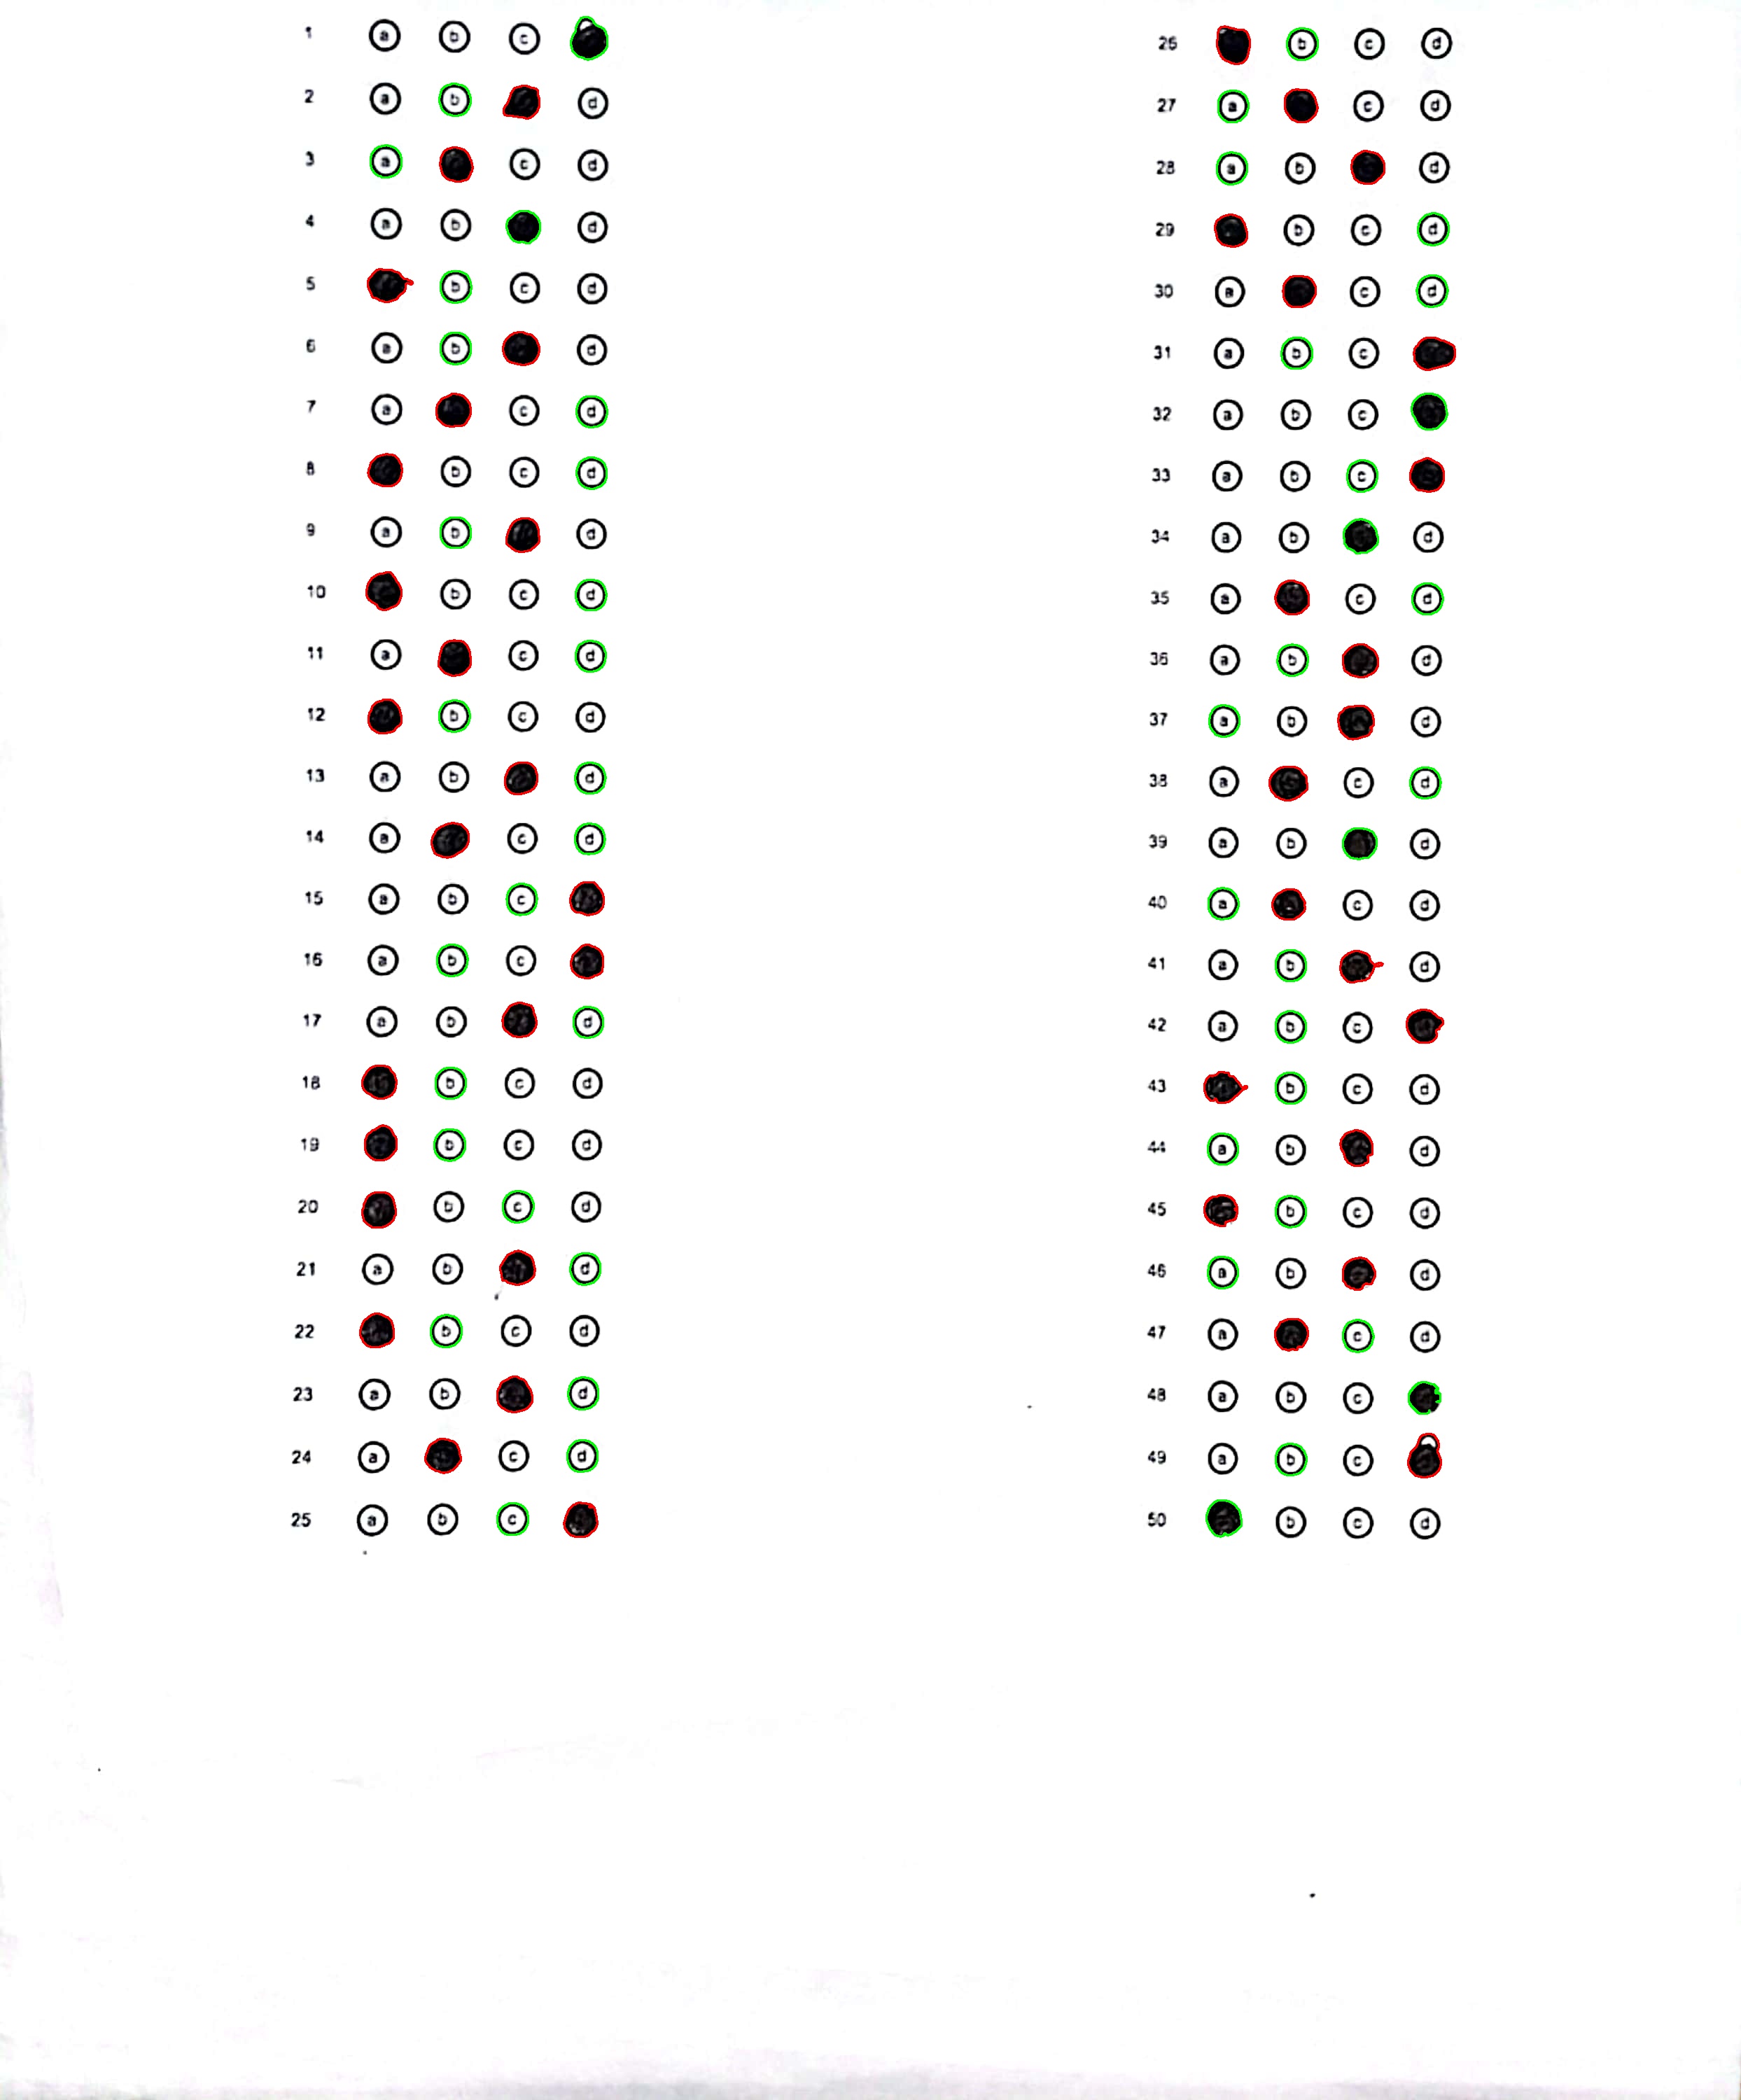 1 a b c
2 a b d
3 a c d
4 a b d
5 b c d
6 a b d
7 a c d
8 b c d
9 a b d
10 b c d
11 a c d
12 b c d
13 a b d
14 a c d
15 a b c
16 a b c
17 a b d
18 b c d
19 b c d
20 b c d
21 a b d
22 b c d
23 a b d
24 a c d
25 a b c
26 b c d
27 a c d
28 a b d
29 b c d
30 a c d
31 a b c
32 a b c
33 a b c
34 a b d
35 a c d
36 a b d
37 a b d
38 a c d
39 a b d
40 a c d
41 a b d
42 a b c
43 b c d
44 a b d
45 b c d
46 a b d
47 a c d
48 a b c
49 a b c
50 b c d